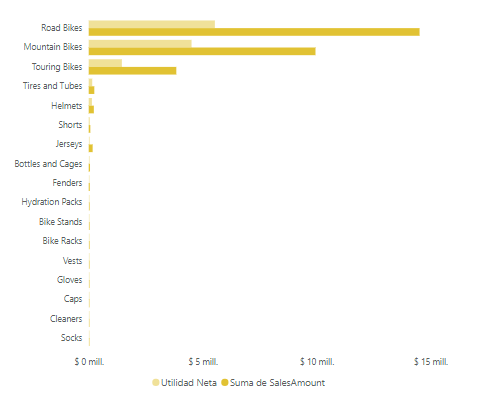 Road Bikes
Mountain Bikes
Touring Bikes
Tires and Tubes
Helmets
Shorts
Jerseys
Bottles and Cages
Fenders
Hydration Packs
Bike Stands
Bike Racks
Vests
Gloves
Caps
Cleaners
Socks
$ 0 mill. $ 5 mill. $ 10 mill. $ 15 mill.
Utilidad Neta Suma de SalesAmount